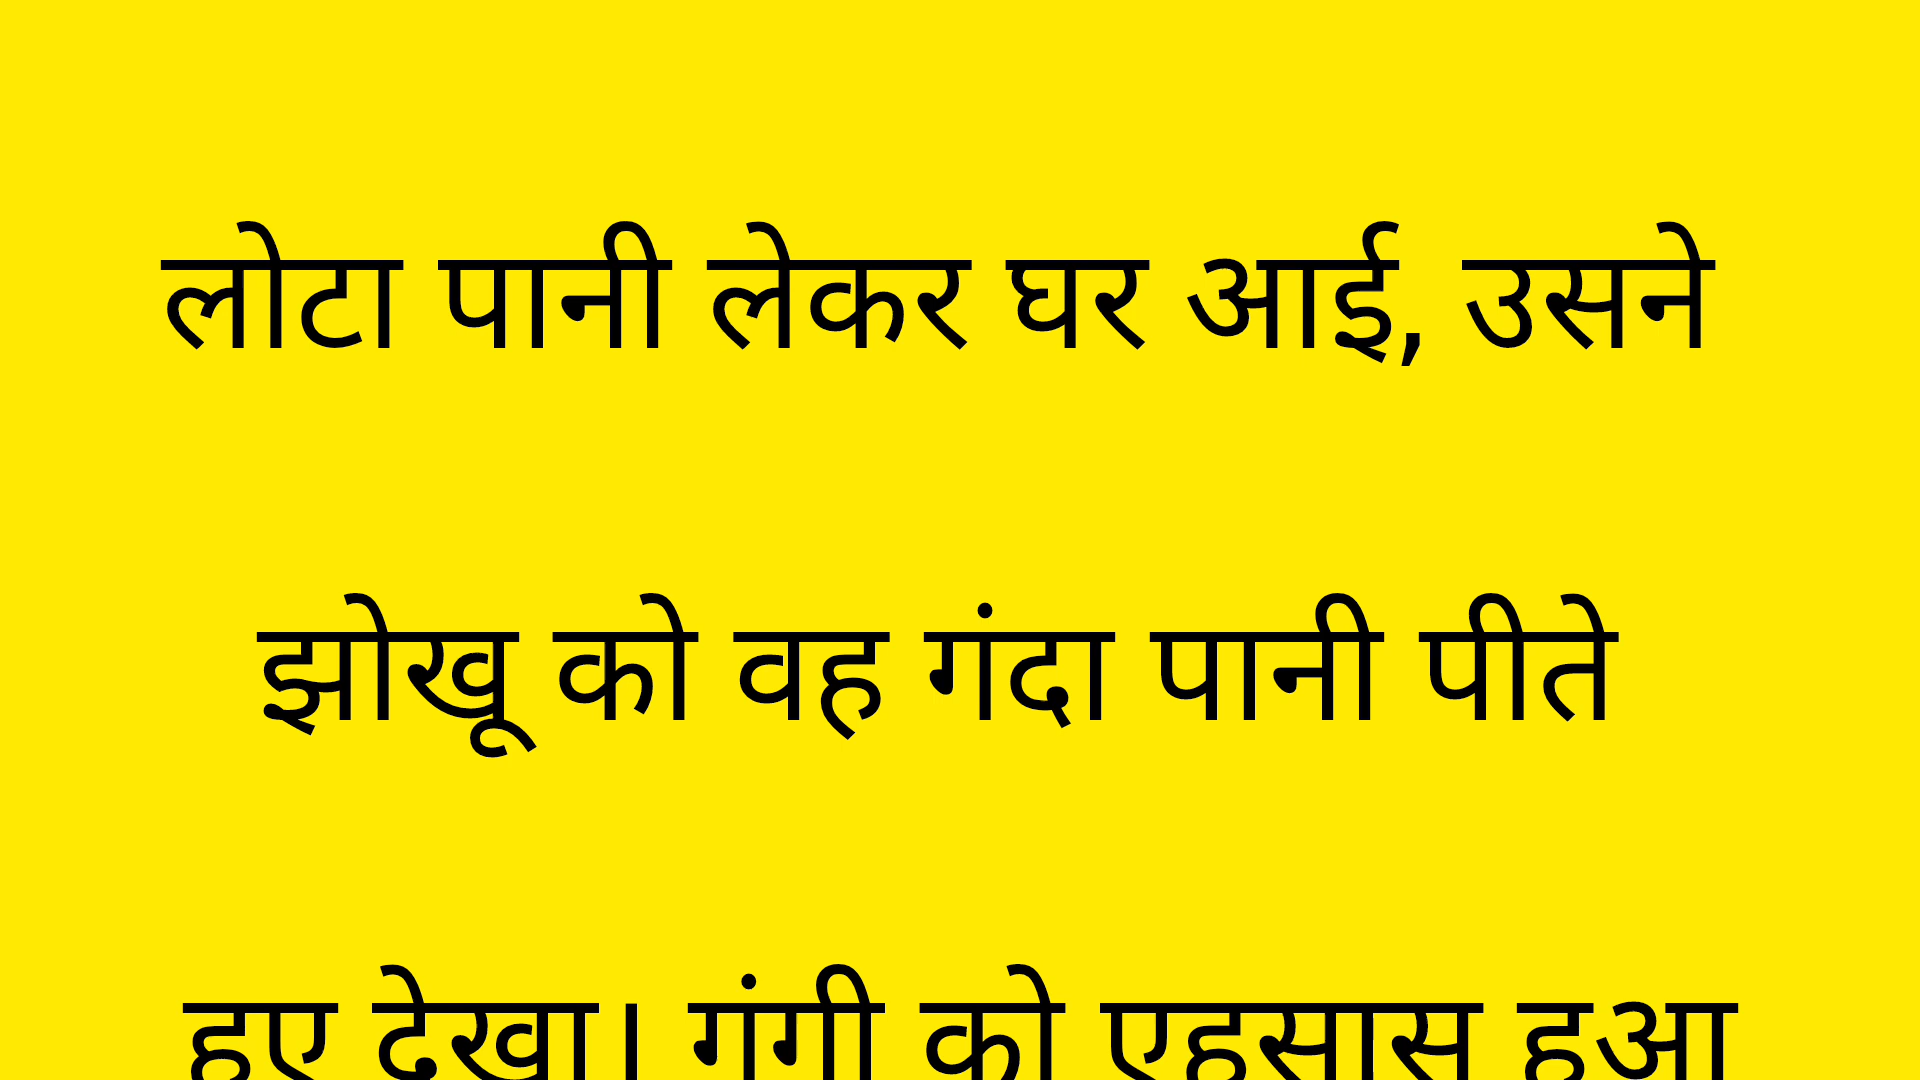 लोटा पानी लेकर घर आई, उसने
झोखू को वह गंदा पानी पीते
हुए देखा। गंगी को एहसास हुआ